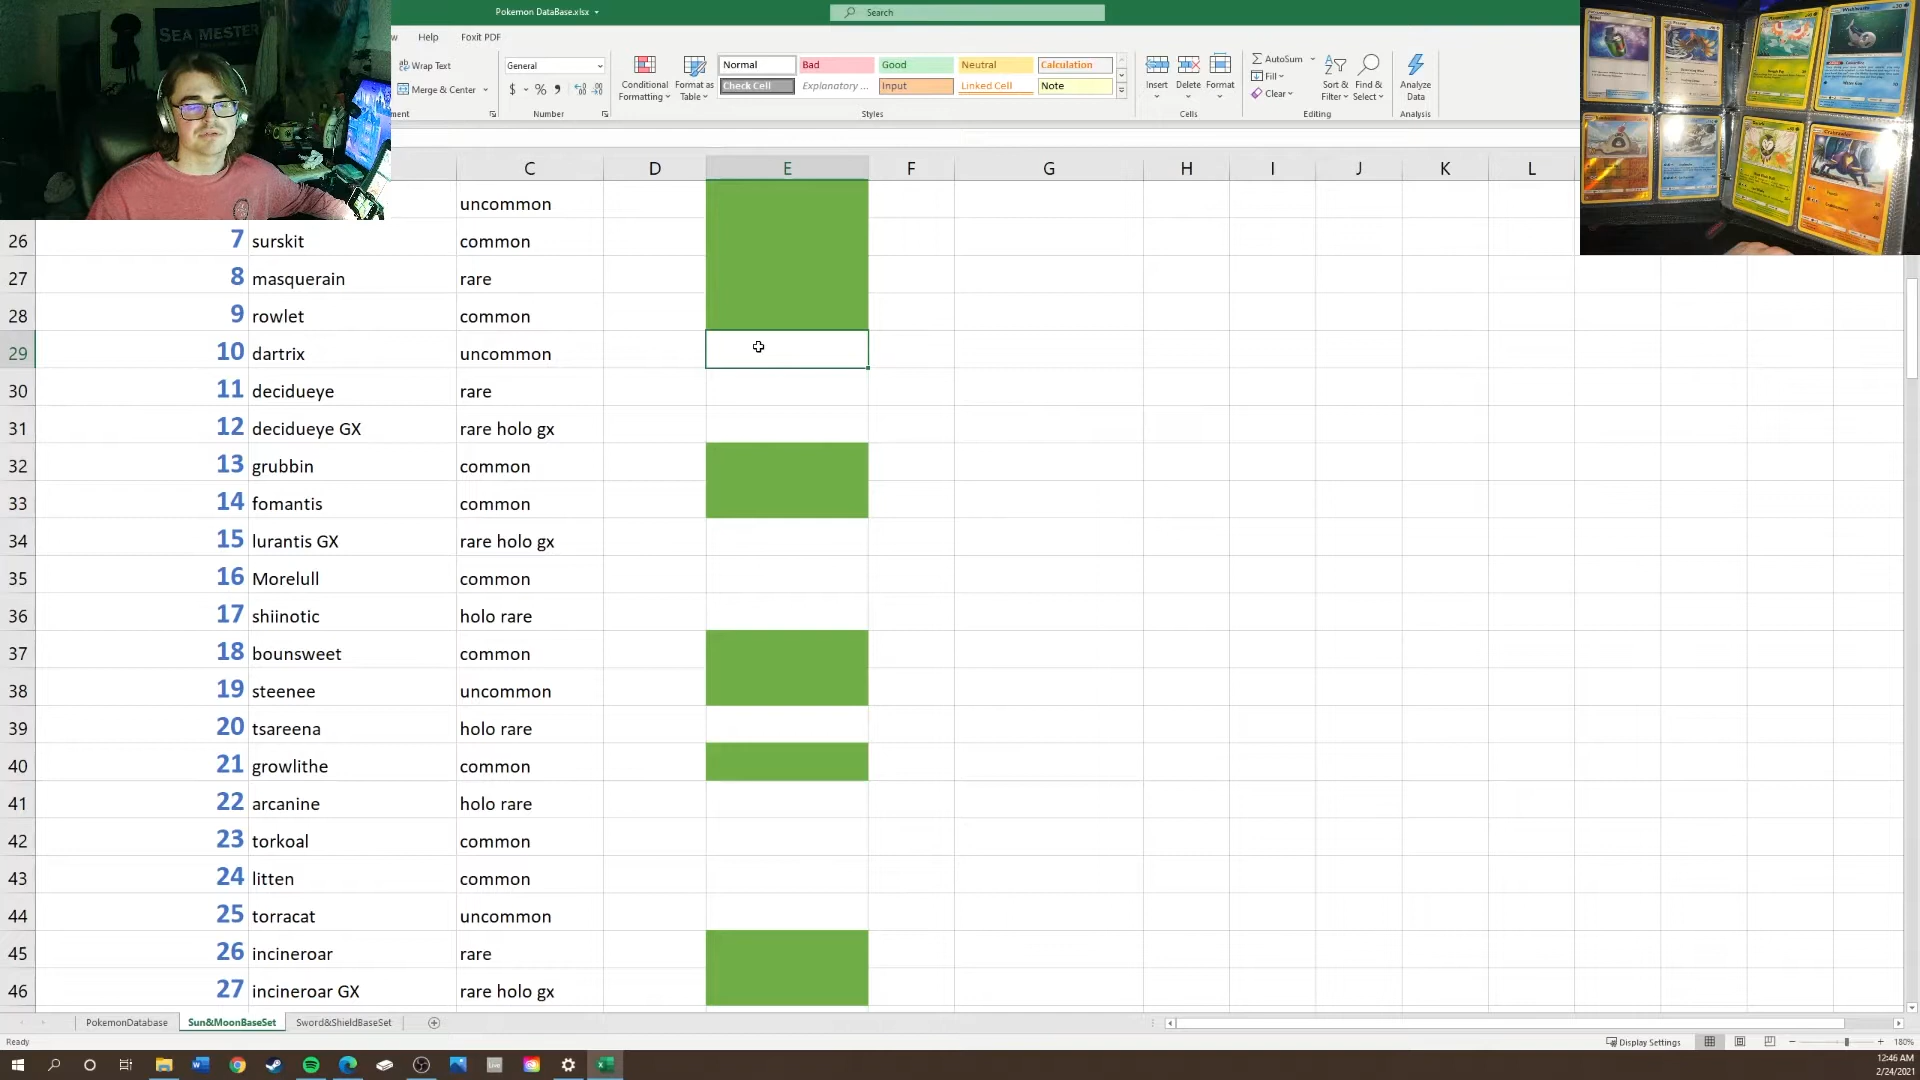 SEA MESTER
Pokemon DataBase.xlsx
Search
Help Foxit PDF
Wrap Text
Merge & Center
General
$ % 9
Number
Conditional Formatting
Format as Table
Normal Bad Good Neutral Calculation
Check Cell Explanatory ... Input Linked Cell Note
Styles
Insert Delete Format
Cells
AutoSum
Fill
Clear
Sort & Filter
Find & Select
Editing
Analyze Data
Analysis
C D E F G H I J K L
uncommon
26 7 surskit common
27 8 masquerain rare
28 9 rowlet common
29 10 dartrix uncommon
30 11 decidueye rare
31 12 decidueye GX rare holo gx
32 13 grubbin common
33 14 fomantis common
34 15 lurantis GX rare holo gx
35 16 Morelull common
36 17 shiinotic holo rare
37 18 bounsweet common
38 19 steenee uncommon
39 20 tsareena holo rare
40 21 growlithe common
41 22 arcanine holo rare
42 23 torkoal common
43 24 litten common
44 25 torracat uncommon
45 26 incineroar rare
46 27 incineroar GX rare holo gx
PokemonDatabase Sun&MoonBaseSet Sword&ShieldBaseSet
Ready
Display Settings
180%
12:46 AM
2/24/2021